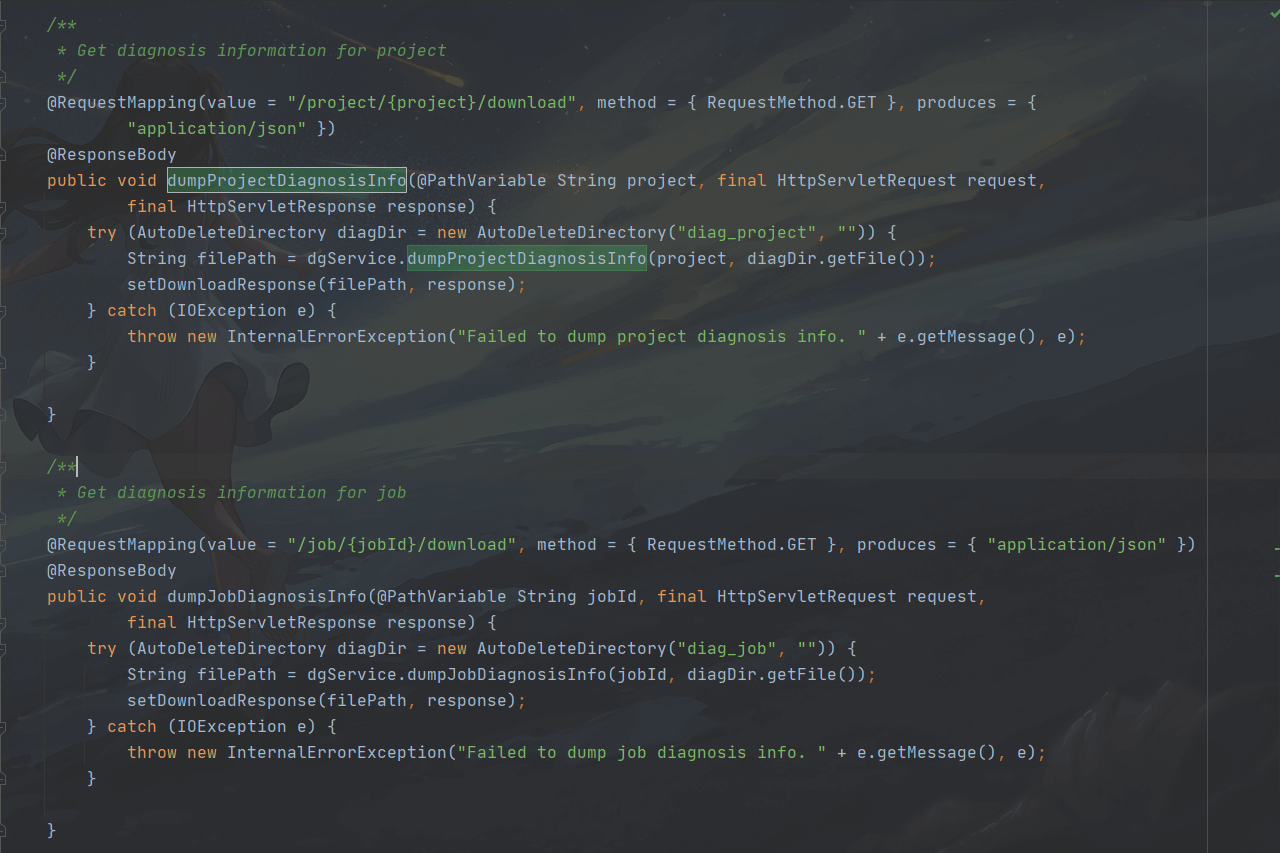 /**
 * Get diagnosis information for project
 */
@RequestMapping(value = "/project/{project}/download", method = { RequestMethod.GET }, produces = {
        "application/json" })
@ResponseBody
public void dumpProjectDiagnosisInfo(@PathVariable String project, final HttpServletRequest request,
        final HttpServletResponse response) {
    try (AutoDeleteDirectory diagDir = new AutoDeleteDirectory("diag_project", "")) {
        String filePath = dgService.dumpProjectDiagnosisInfo(project, diagDir.getFile());
        setDownloadResponse(filePath, response);
    } catch (IOException e) {
        throw new InternalErrorException("Failed to dump project diagnosis info. " + e.getMessage(), e);
    }

}

/**
 * Get diagnosis information for job
 */
@RequestMapping(value = "/job/{jobId}/download", method = { RequestMethod.GET }, produces = { "application/json" })
@ResponseBody
public void dumpJobDiagnosisInfo(@PathVariable String jobId, final HttpServletRequest request,
        final HttpServletResponse response) {
    try (AutoDeleteDirectory diagDir = new AutoDeleteDirectory("diag_job", "")) {
        String filePath = dgService.dumpJobDiagnosisInfo(jobId, diagDir.getFile());
        setDownloadResponse(filePath, response);
    } catch (IOException e) {
        throw new InternalErrorException("Failed to dump job diagnosis info. " + e.getMessage(), e);
    }

}